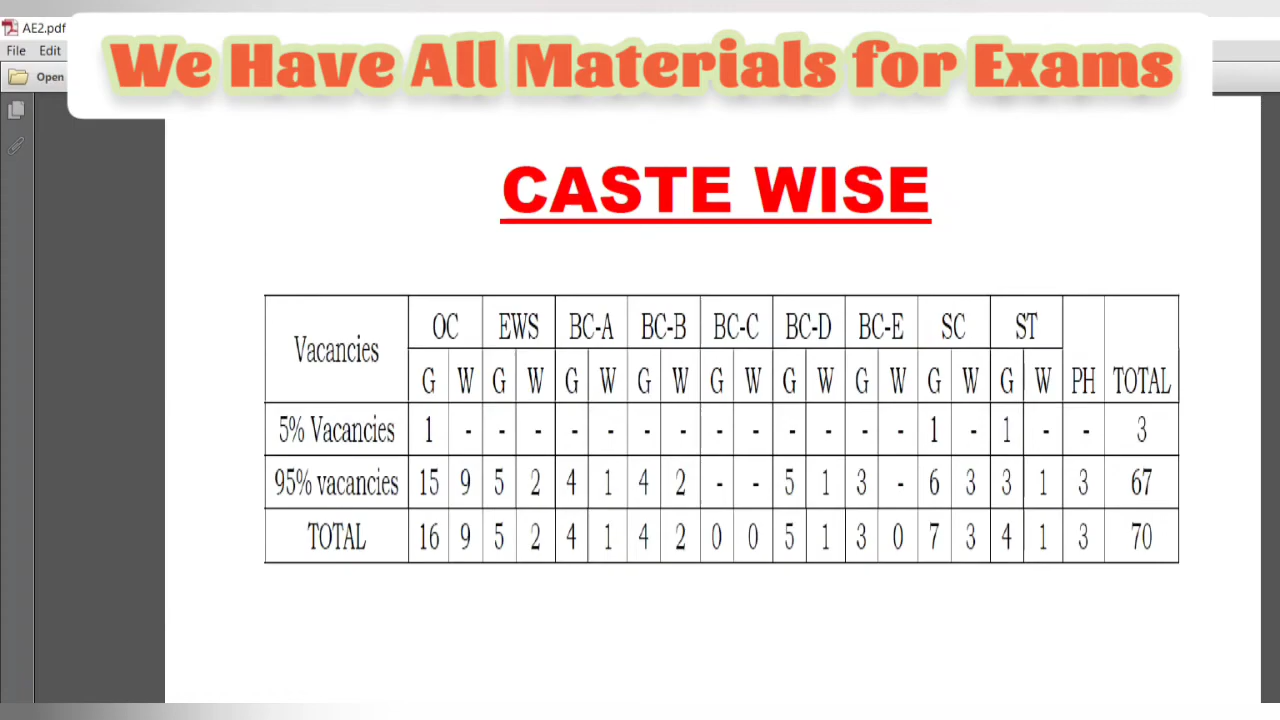 AE2.pdf
We Have All Materials for Exams
File Edit
Open
CASTE WISE
Vacancies OC EWS BC-A BC-B BC-C BC-D BC-E SC ST PH TOTAL
G W G W G W G W G W G W G W G W G W
5% Vacancies 1 - - - - - - - - - - - - - 1 - 1 - - 3
95% vacancies 15 9 5 2 4 1 4 2 - - 5 1 3 - 6 3 3 1 3 67
TOTAL 16 9 5 2 4 1 4 2 0 0 5 1 3 0 7 3 4 1 3 70